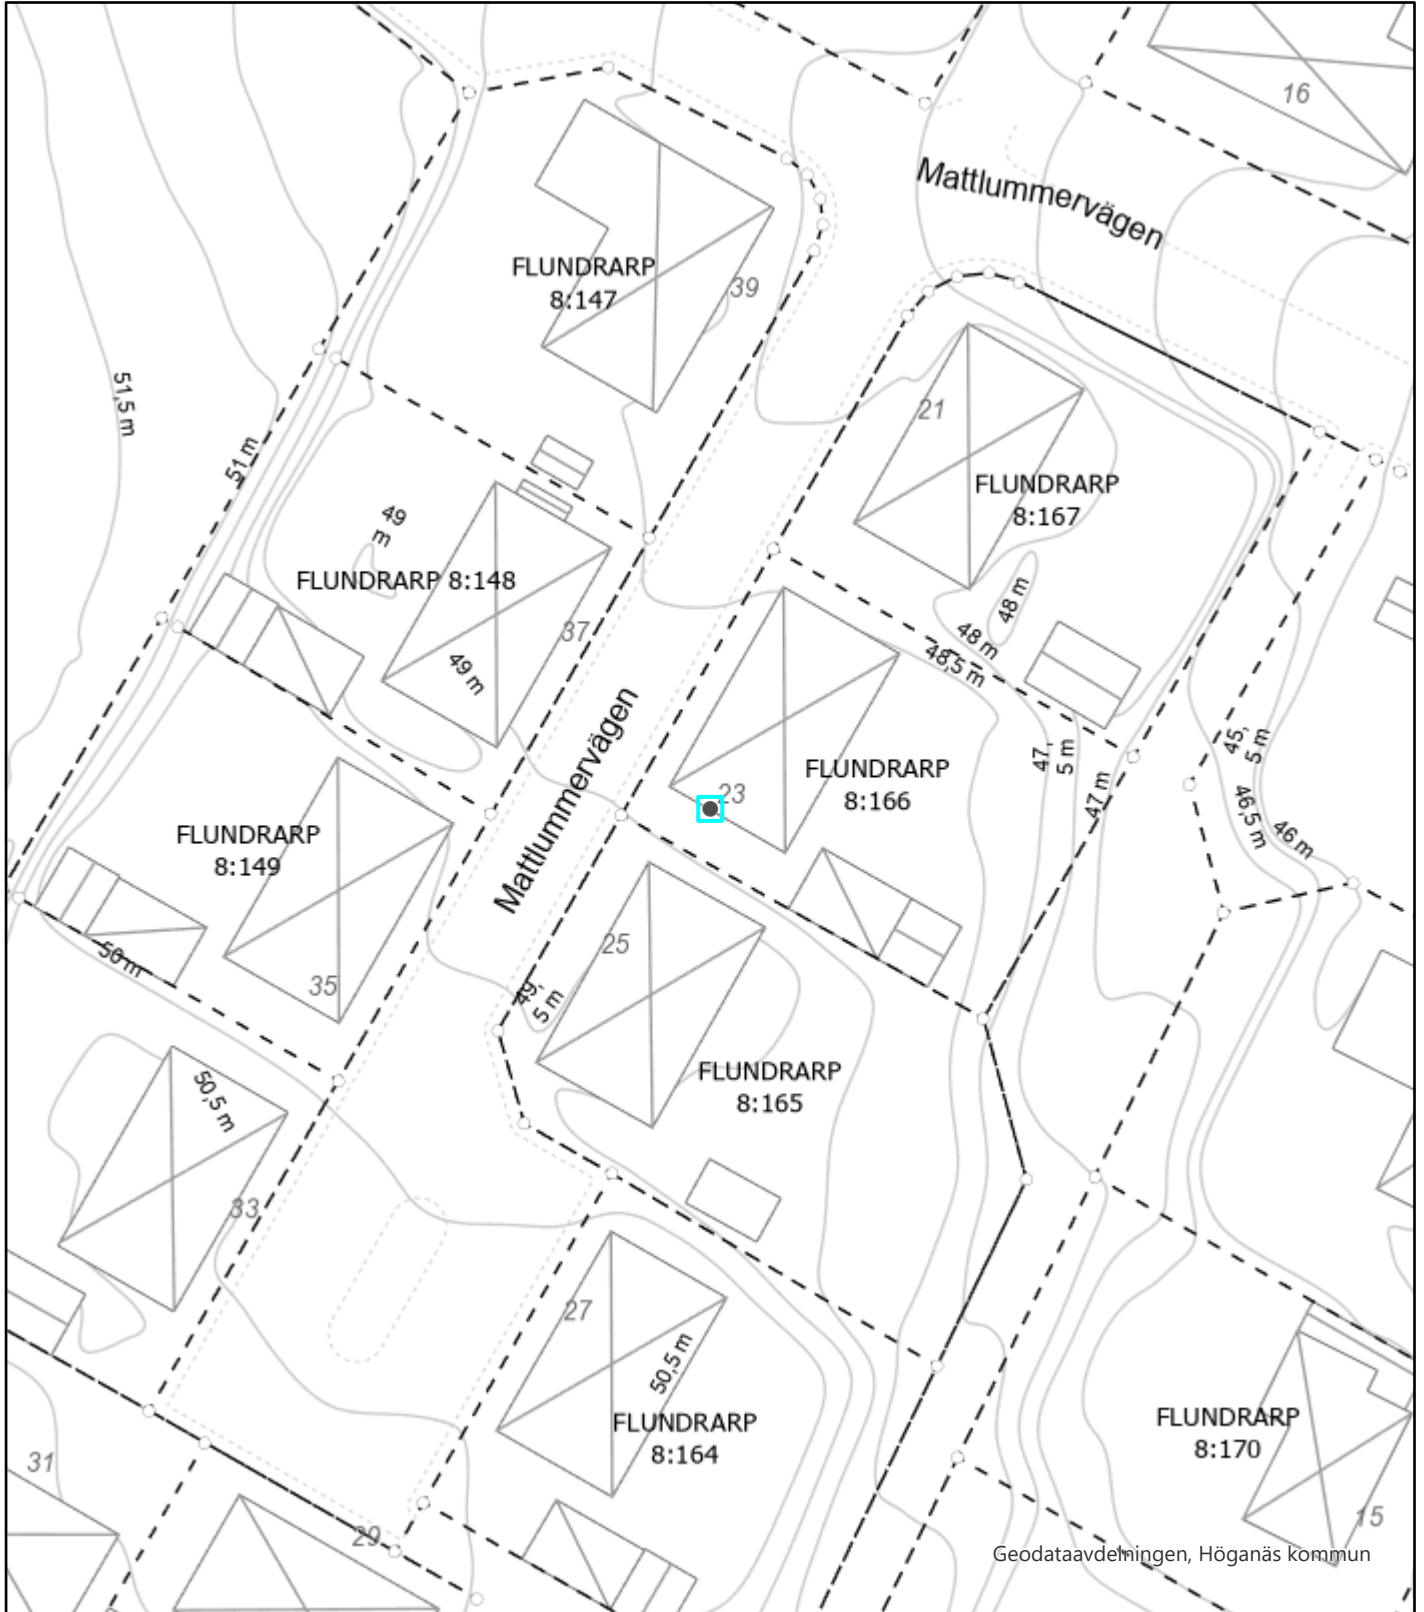 16
Mattlummervägen
FLUNDRARP
8:147
39
51,5 m
21
51 m
FLUNDRARP
8:167
49
m
FLUNDRARP 8:148
48 m
37
48 m
48,5 m
49 m
Mattlummervägen
47,
5 m
45,
5 m
FLUNDRARP
8:166
23
47 m
46,5 m
46 m
FLUNDRARP
8:149
25
50 m
35
49,
5 m
FLUNDRARP
8:165
50,5 m
33
27
50,5 m
FLUNDRARP
8:164
FLUNDRARP
8:170
31
15
29
Geodataavdelningen, Höganäs kommun